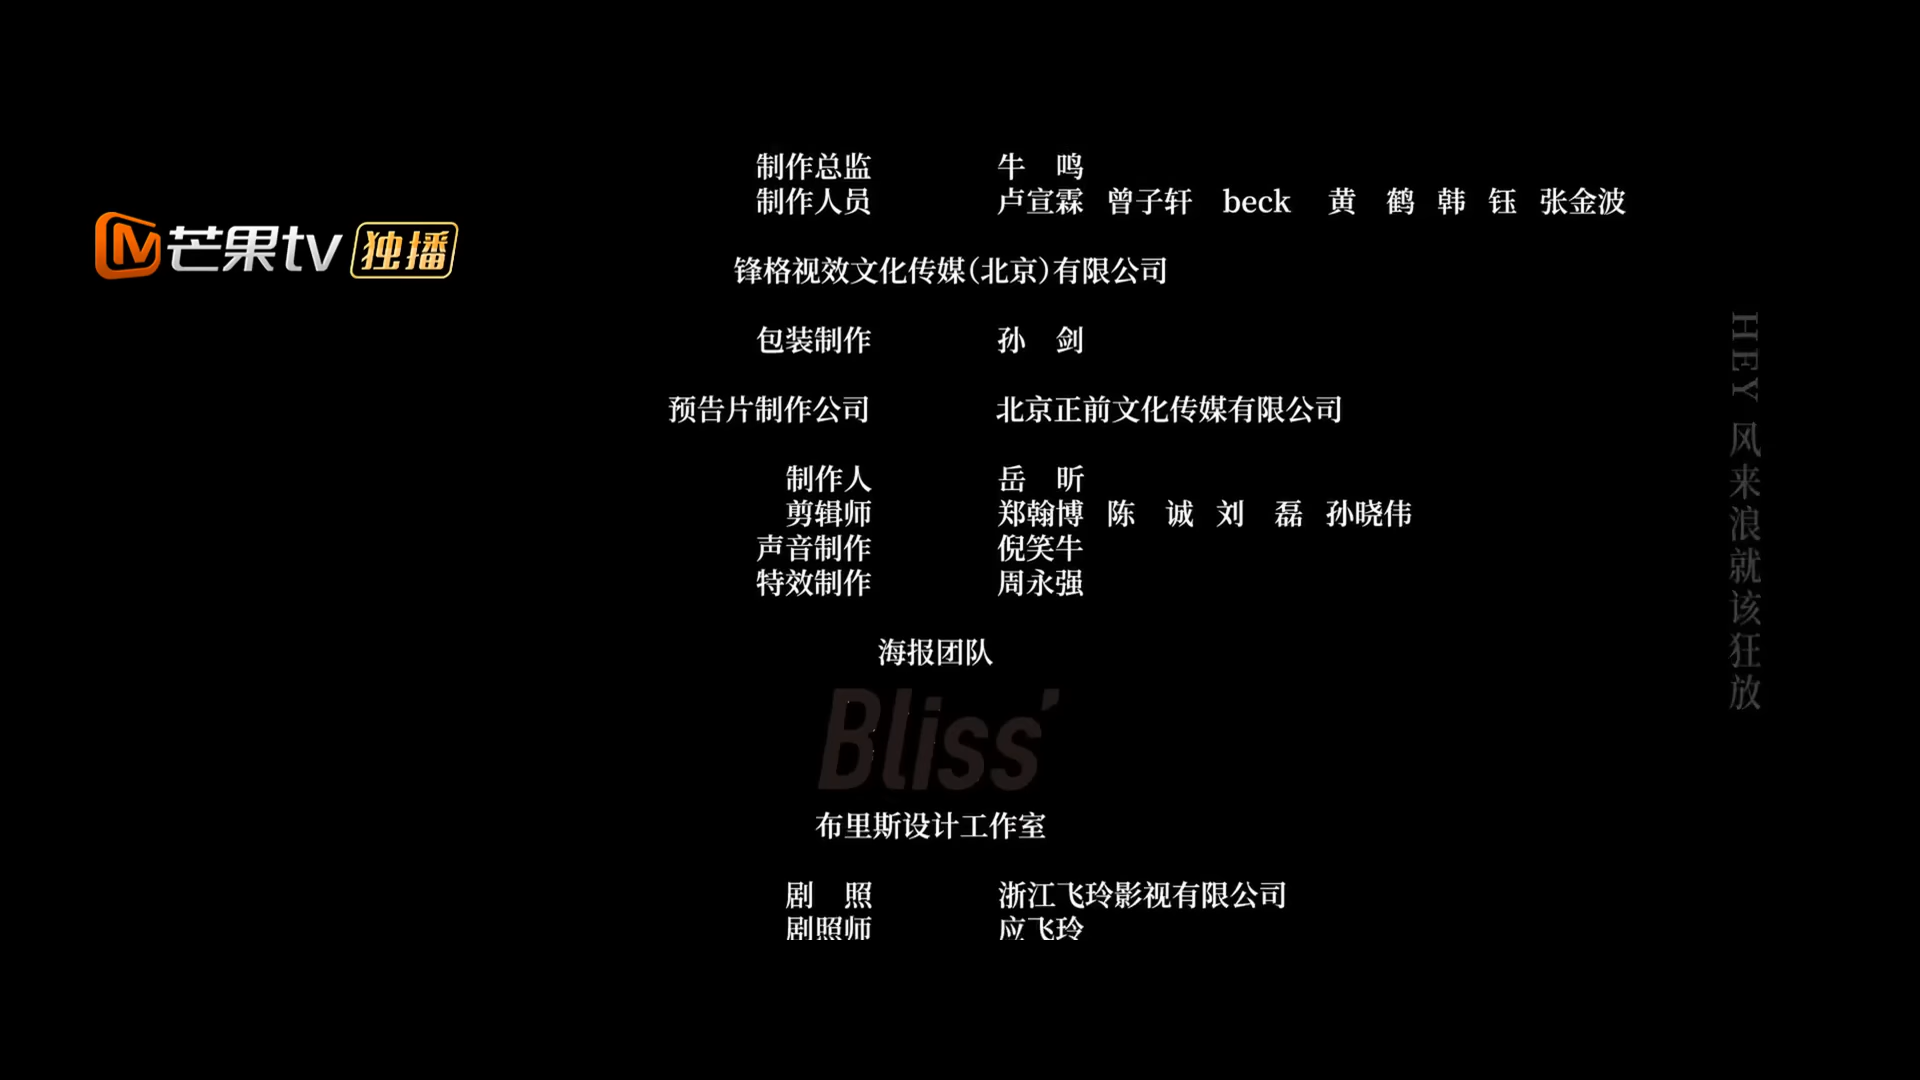 制作总监 牛 鸣
制作人员 卢宣霖 曾子轩 beck 黄 鹤 韩 钰 张金波
芒果tv 独播
锋格视效文化传媒(北京)有限公司
包装制作 孙 剑
预告片制作公司 北京正前文化传媒有限公司
制作人 岳 昕
剪辑师 郑翰博 陈 诚 刘 磊 孙晓伟
声音制作 倪笑牛
特效制作 周永强
海报团队
Bliss'
布里斯设计工作室
剧 照 浙江飞玲影视有限公司
剧照师 应飞玲
HEY 风来浪就该狂放